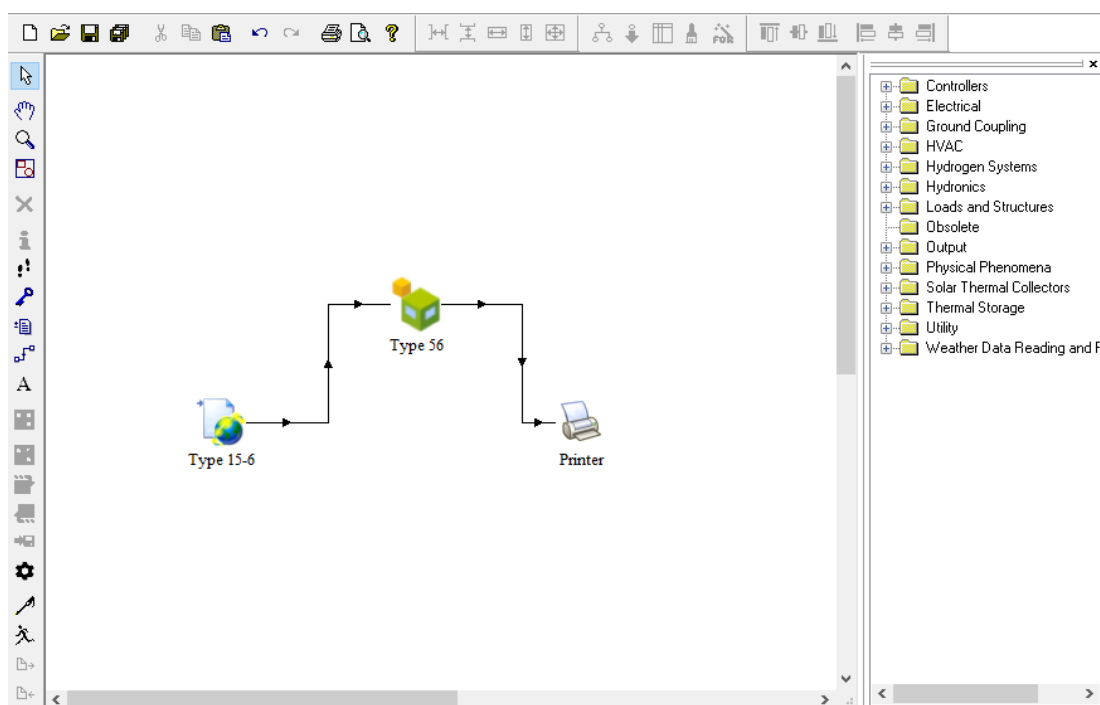 FOR
x
Controllers
Electrical
Ground Coupling
HVAC
Hydrogen Systems
Hydronics
Loads and Structures
Obsolete
Output
Physical Phenomena
Solar Thermal Collectors
Thermal Storage
Utility
Weather Data Reading and F
A
Type 56
Type 15-6
Printer